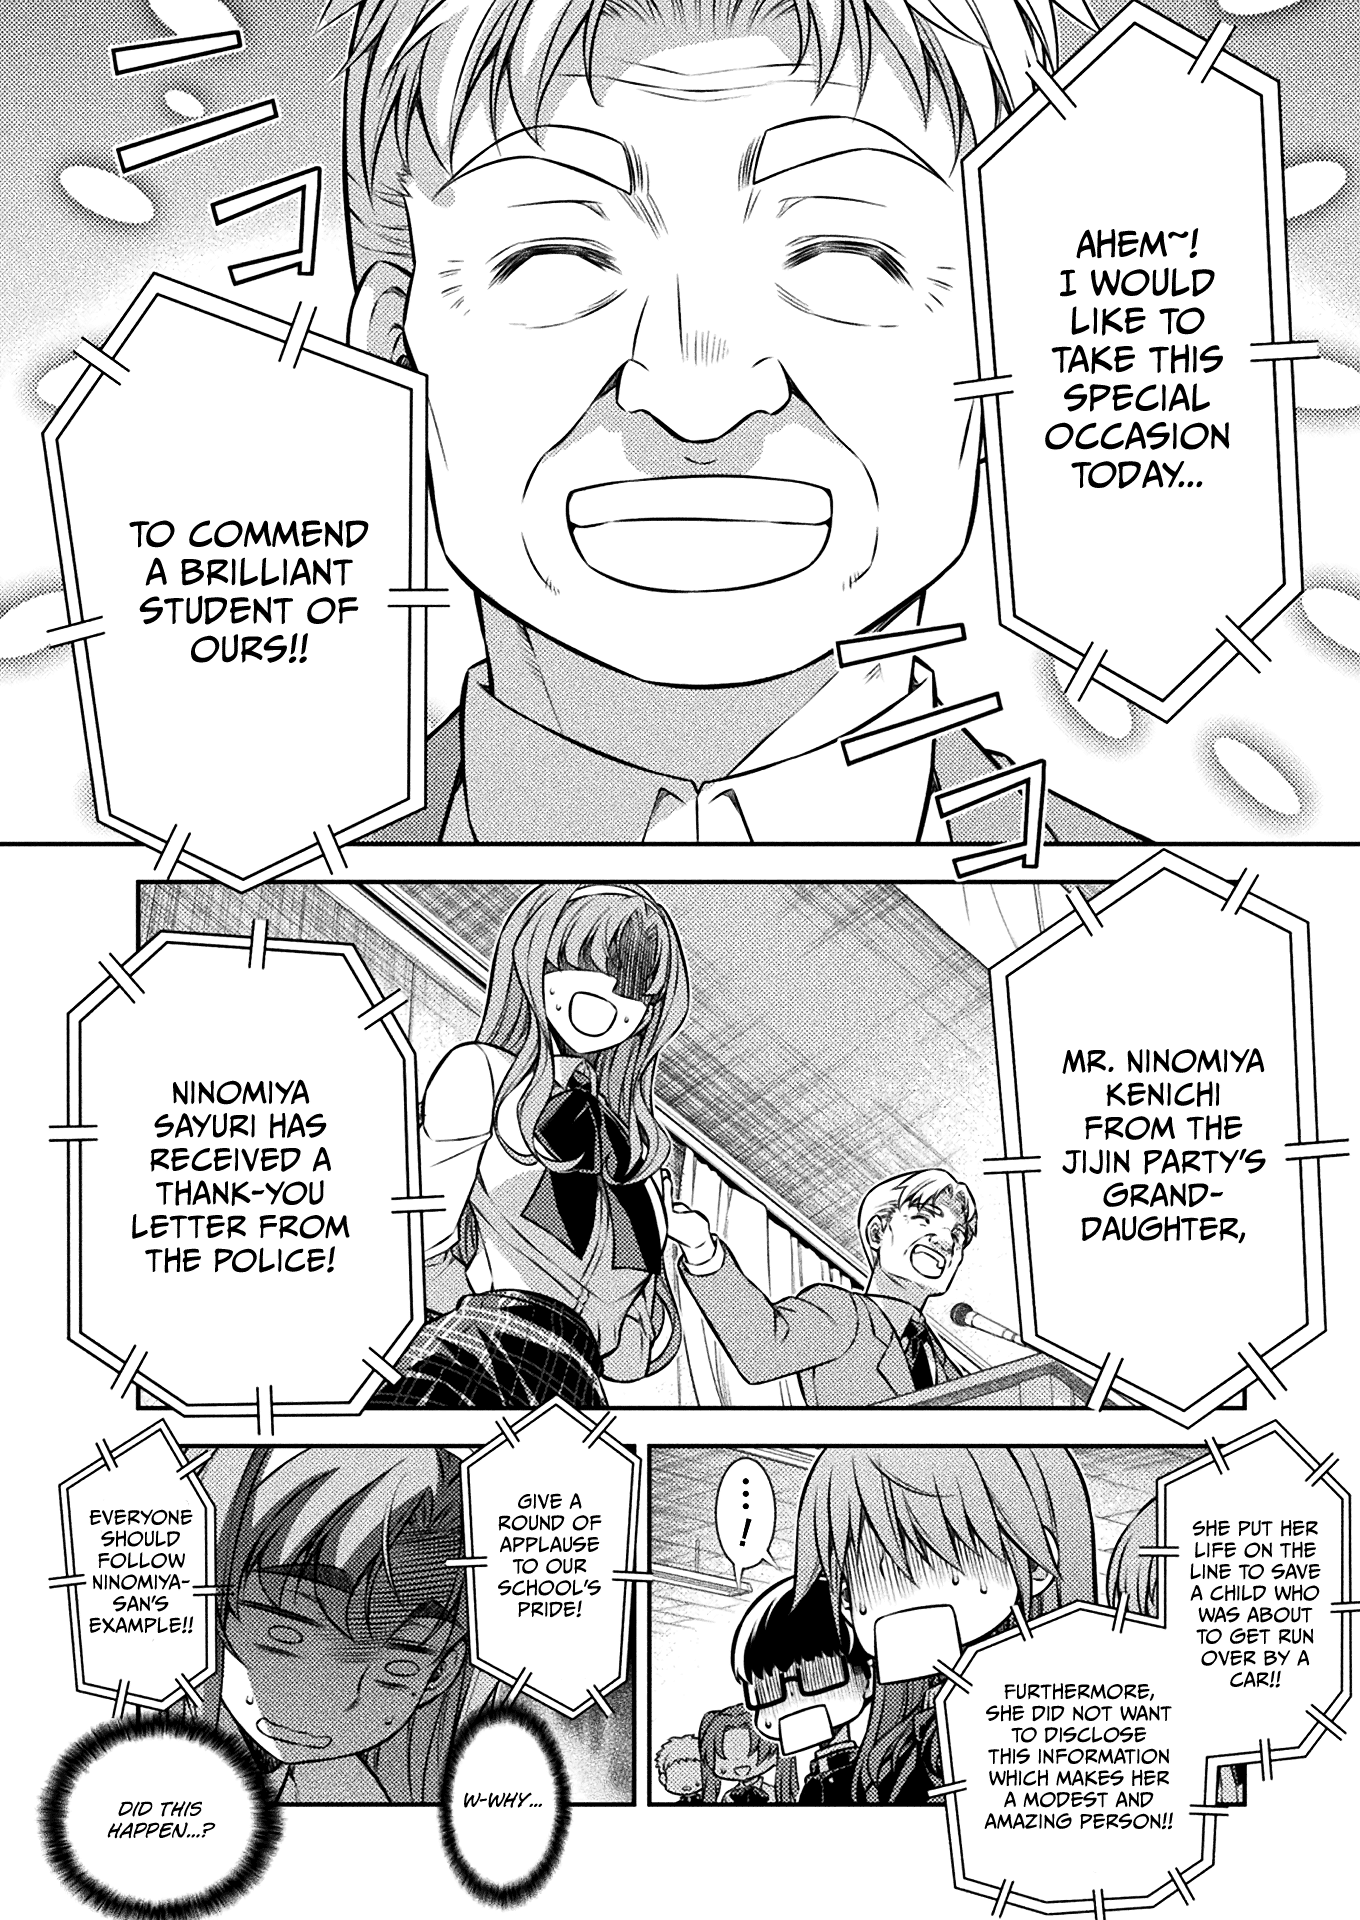 AHEM~!
I WOULD
LIKE TO
TAKE THIS
SPECIAL
OCCASION
TODAY...
TO COMMEND
A BRILLIANT
STUDENT OF
OURS!!
ニコ
ニコ
MR. NINOMIYA
KENICHI
FROM THE
JIJIN PARTY'S
GRAND-
DAUGHTER,
NINOMIYA
SAYURI HAS
RECEIVED A
THANK-YOU
LETTER FROM
THE POLICE!
SHE PUT HER
LIFE ON THE
LINE TO SAVE
A CHILD WHO
WAS ABOUT
TO GET RUN
OVER BY A
CAR!!
FURTHERMORE,
SHE DID NOT WANT
TO DISCLOSE
THIS INFORMATION
WHICH MAKES HER
A MODEST AND
AMAZING PERSON!!
...!
GIVE A
ROUND OF
APPLAUSE
TO OUR
SCHOOL'S
PRIDE!
EVERYONE
SHOULD
FOLLOW
NINOMIYA-
SAN'S
EXAMPLE!!
W-WHY...
DID THIS
HAPPEN...?